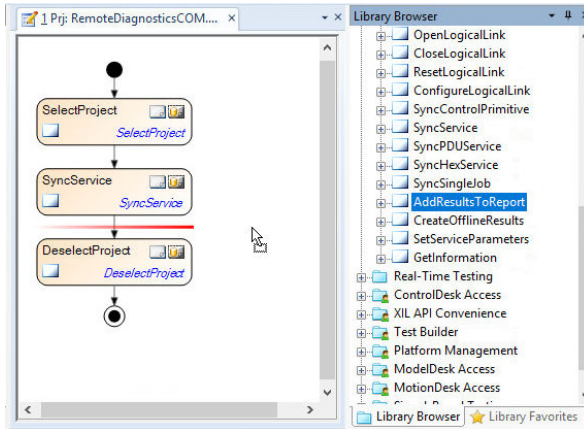 1 Prj: RemoteDiagnosticsCOM....
SelectProject
SelectProject
SyncService
SyncService
DeselectProject
DeselectProject
Library Browser
OpenLogicalLink
CloseLogicalLink
ResetLogicalLink
ConfigureLogicalLink
SyncControlPrimitive
SyncService
SyncPDUService
SyncHexService
SyncSingleJob
AddResultsToReport
CreateOfflineResults
SetServiceParameters
GetInformation
Real-Time Testing
ControlDesk Access
XIL API Convenience
Test Builder
Platform Management
ModelDesk Access
MotionDesk Access
Library Browser
Library Favorites